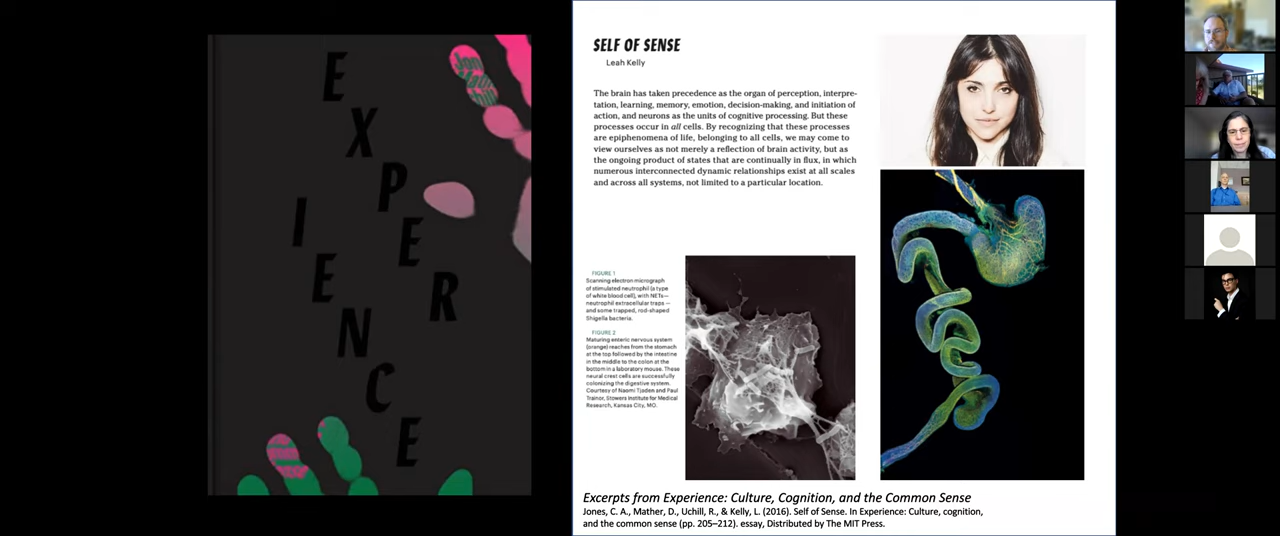 E
X
P
I
E
E
R
N
C
E
SELF OF SENSE
Leah Kelly
The brain has taken precedence as the organ of perception, interpre-
tation, learning, memory, emotion, decision-making, and initiation of
action, and neurons as the units of cognitive processing. But these
processes occur in all cells. By recognizing that these processes
are epiphenomena of life, belonging to all cells, we may come to
view ourselves as not merely a reflection of brain activity, but as
the ongoing product of states that are continually in flux, in which
numerous interconnected dynamic relationships exist at all scales
and across all systems, not limited to a particular location.
FIGURE 1
Scanning electron micrograph
of stimulated neutrophil (a type
of white blood cell), with NETs—
neutrophil extracellular traps —
and some trapped, rod-shaped
Shigella bacteria.
FIGURE 2
Maturing enteric nervous system
(orange) reaches from the stomach
at the top followed by the intestine
in the middle to the colon at the
bottom in a laboratory mouse. These
neural crest cells are successfully
colonizing the digestive system.
Courtesy of Naomi Tjaden and Paul
Trainor, Stowers Institute for Medical
Research, Kansas City, MO.
Excerpts from Experience: Culture, Cognition, and the Common Sense
Jones, C. A., Mather, D., Uchill, R., & Kelly, L. (2016). Self of Sense. In Experience: Culture, cognition,
and the common sense (pp. 205–212). essay, Distributed by The MIT Press.